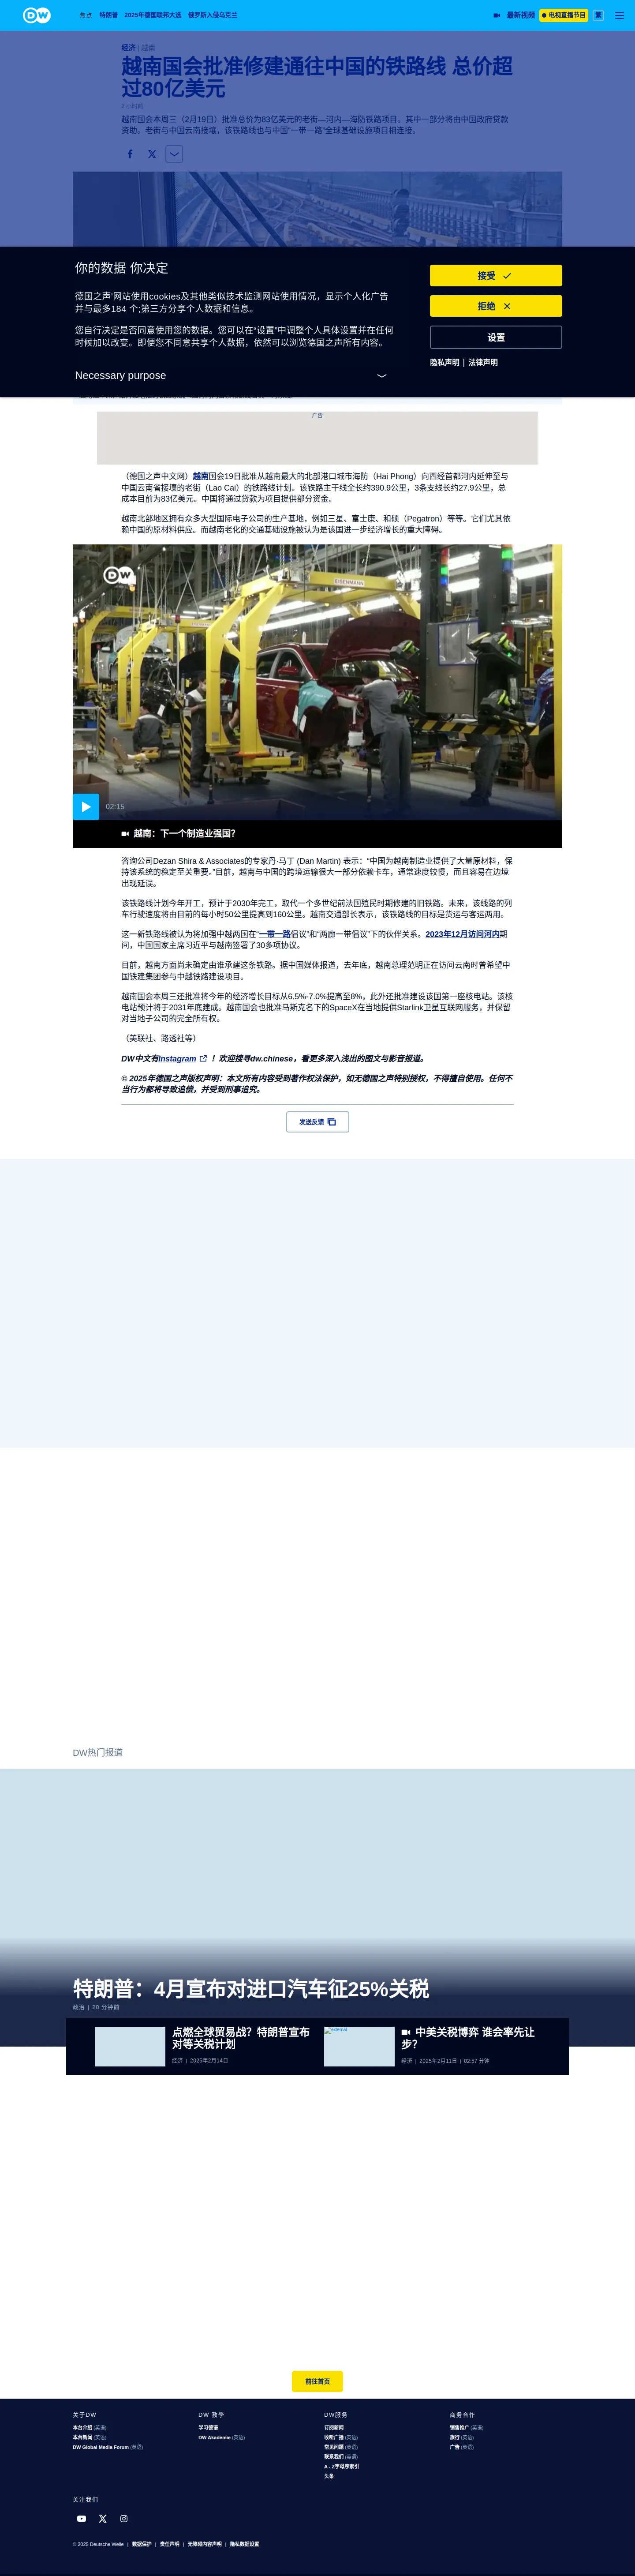 DW
焦点 特朗普 2025年德国联邦大选 俄罗斯入侵乌克兰
最新视频 电视直播节目 繁
经济 | 越南
越南国会批准修建通往中国的铁路线 总价超
过80亿美元
3 小时前
越南国会本周三（2月19日）批准总价为83亿美元的老街—河内—海防铁路项目。其中一部分将由中国政府贷款
资助。老街与中国云南接壤，该铁路线也与中国“一带一路”全球基础设施项目相连接。
你的数据 你决定
德国之声'网站使用cookies及其他类似技术监测网站使用情况，显示个人化广告
并与最多184 个;第三方分享个人数据和信息。
您自行决定是否同意使用您的数据。您可以在“设置”中调整个人具体设置并在任何
时候加以改变。即便您不同意共享个人数据，依然可以浏览德国之声所有内容。
Necessary purpose
接受
拒绝
设置
隐私声明 | 法律声明
广告
（德国之声中文网）越南国会19日批准从越南最大的北部港口城市海防（Hai Phong）向西经首都河内延伸至与
中国云南省接壤的老街（Lao Cai）的铁路线计划。该铁路主干线全长约390.9公里，3条支线长约27.9公里，总
成本目前为83亿美元。中国将通过贷款为项目提供部分资金。
越南北部地区拥有众多大型国际电子公司的生产基地，例如三星、富士康、和硕（Pegatron）等等。它们尤其依
赖中国的原材料供应。而越南老化的交通基础设施被认为是该国进一步经济增长的重大障碍。
DW
EISENMANN
02:15
越南：下一个制造业强国？
咨询公司Dezan Shira & Associates的专家丹·马丁 (Dan Martin) 表示：“中国为越南制造业提供了大量原材料，保
持该系统的稳定至关重要。”目前，越南与中国的跨境运输很大一部分依赖卡车，通常速度较慢，而且容易在边境
出现延误。
该铁路线计划今年开工，预计于2030年完工，取代一个多世纪前法国殖民时期修建的旧铁路。未来，该线路的列
车行驶速度将由目前的每小时50公里提高到160公里。越南交通部长表示，该铁路线的目标是货运与客运两用。
这一新铁路线被认为将加强中越两国在“一带一路倡议”和“两廊一带倡议”下的伙伴关系。2023年12月访问河内期
间，中国国家主席习近平与越南签署了30多项协议。
目前，越南方面尚未确定由谁承建这条铁路。据中国媒体报道，去年底，越南总理范明正在访问云南时曾希望中
国铁建集团参与中越铁路建设项目。
越南国会本周三还批准将今年的经济增长目标从6.5%-7.0%提高至8%，此外还批准建设该国第一座核电站。该核
电站预计将于2031年底建成。越南国会也批准马斯克名下的SpaceX在当地提供Starlink卫星互联网服务，并保留
对当地子公司的完全所有权。
（美联社、路透社等）
DW中文有Instagram ！欢迎搜寻dw.chinese，看更多深入浅出的图文与影音报道。
© 2025年德国之声版权声明：本文所有内容受到著作权法保护，如无德国之声特别授权，不得擅自使用。任何不
当行为都将导致追偿，并受到刑事追究。
发送反馈
DW热门报道
特朗普：4月宣布对进口汽车征25%关税
政治 | 20 分钟前
点燃全球贸易战？特朗普宣布
对等关税计划
经济 | 2025年2月14日
中美关税博弈 谁会率先让
步？
经济 | 2025年2月11日 | 02:57 分钟
前往首页
关于DW
本台介绍 (英语)
本台新闻 (英语)
DW Global Media Forum (英语)
DW 教學
学习德语
DW Akademie (英语)
DW服务
订阅新闻
收听广播 (英语)
常见问题 (英语)
联系我们 (英语)
A - Z字母序索引
头条
商务合作
销售推广 (英语)
旅行 (英语)
广告 (英语)
关注我们
© 2025 Deutsche Welle | 数据保护 | 责任声明 | 无障碍内容声明 | 隐私数据设置